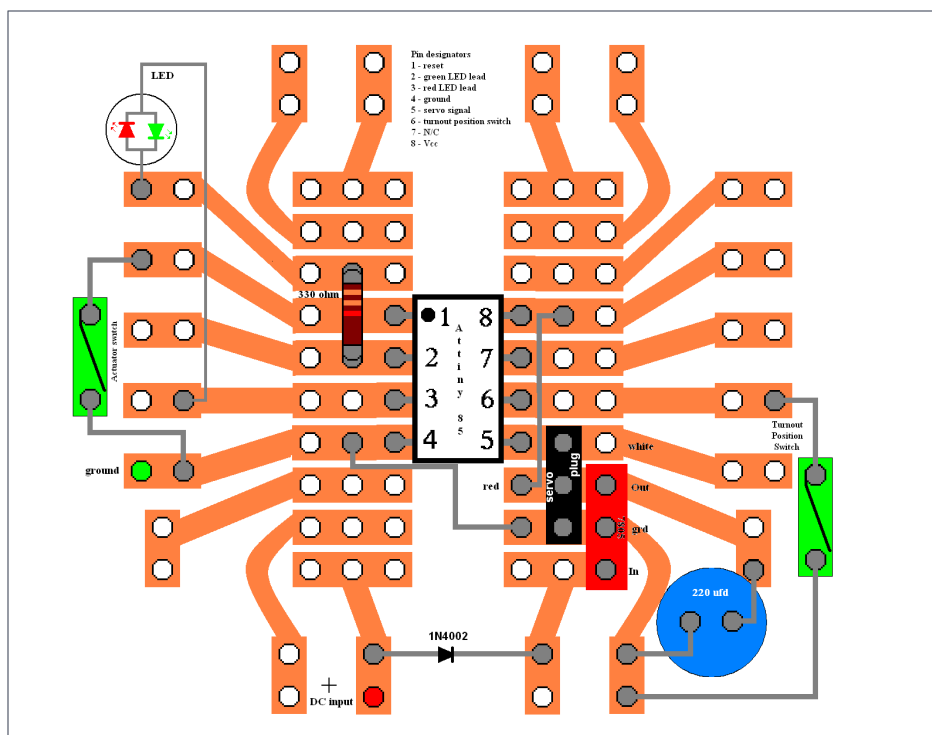 Pin designators
1 - reset
2 - green LED lead
3 - red LED lead
4 - ground
5 - servo signal
6 - turnout position switch
7 - N/C
8 - Vcc
LED
330 ohm
Actuator switch
1
2
3
4
Attiny 85
8
7
6
5
ground
red
servo
plug
white
Out
grd
In
Turnout
Position
Switch
220 ufd
1N4002
+
DC input